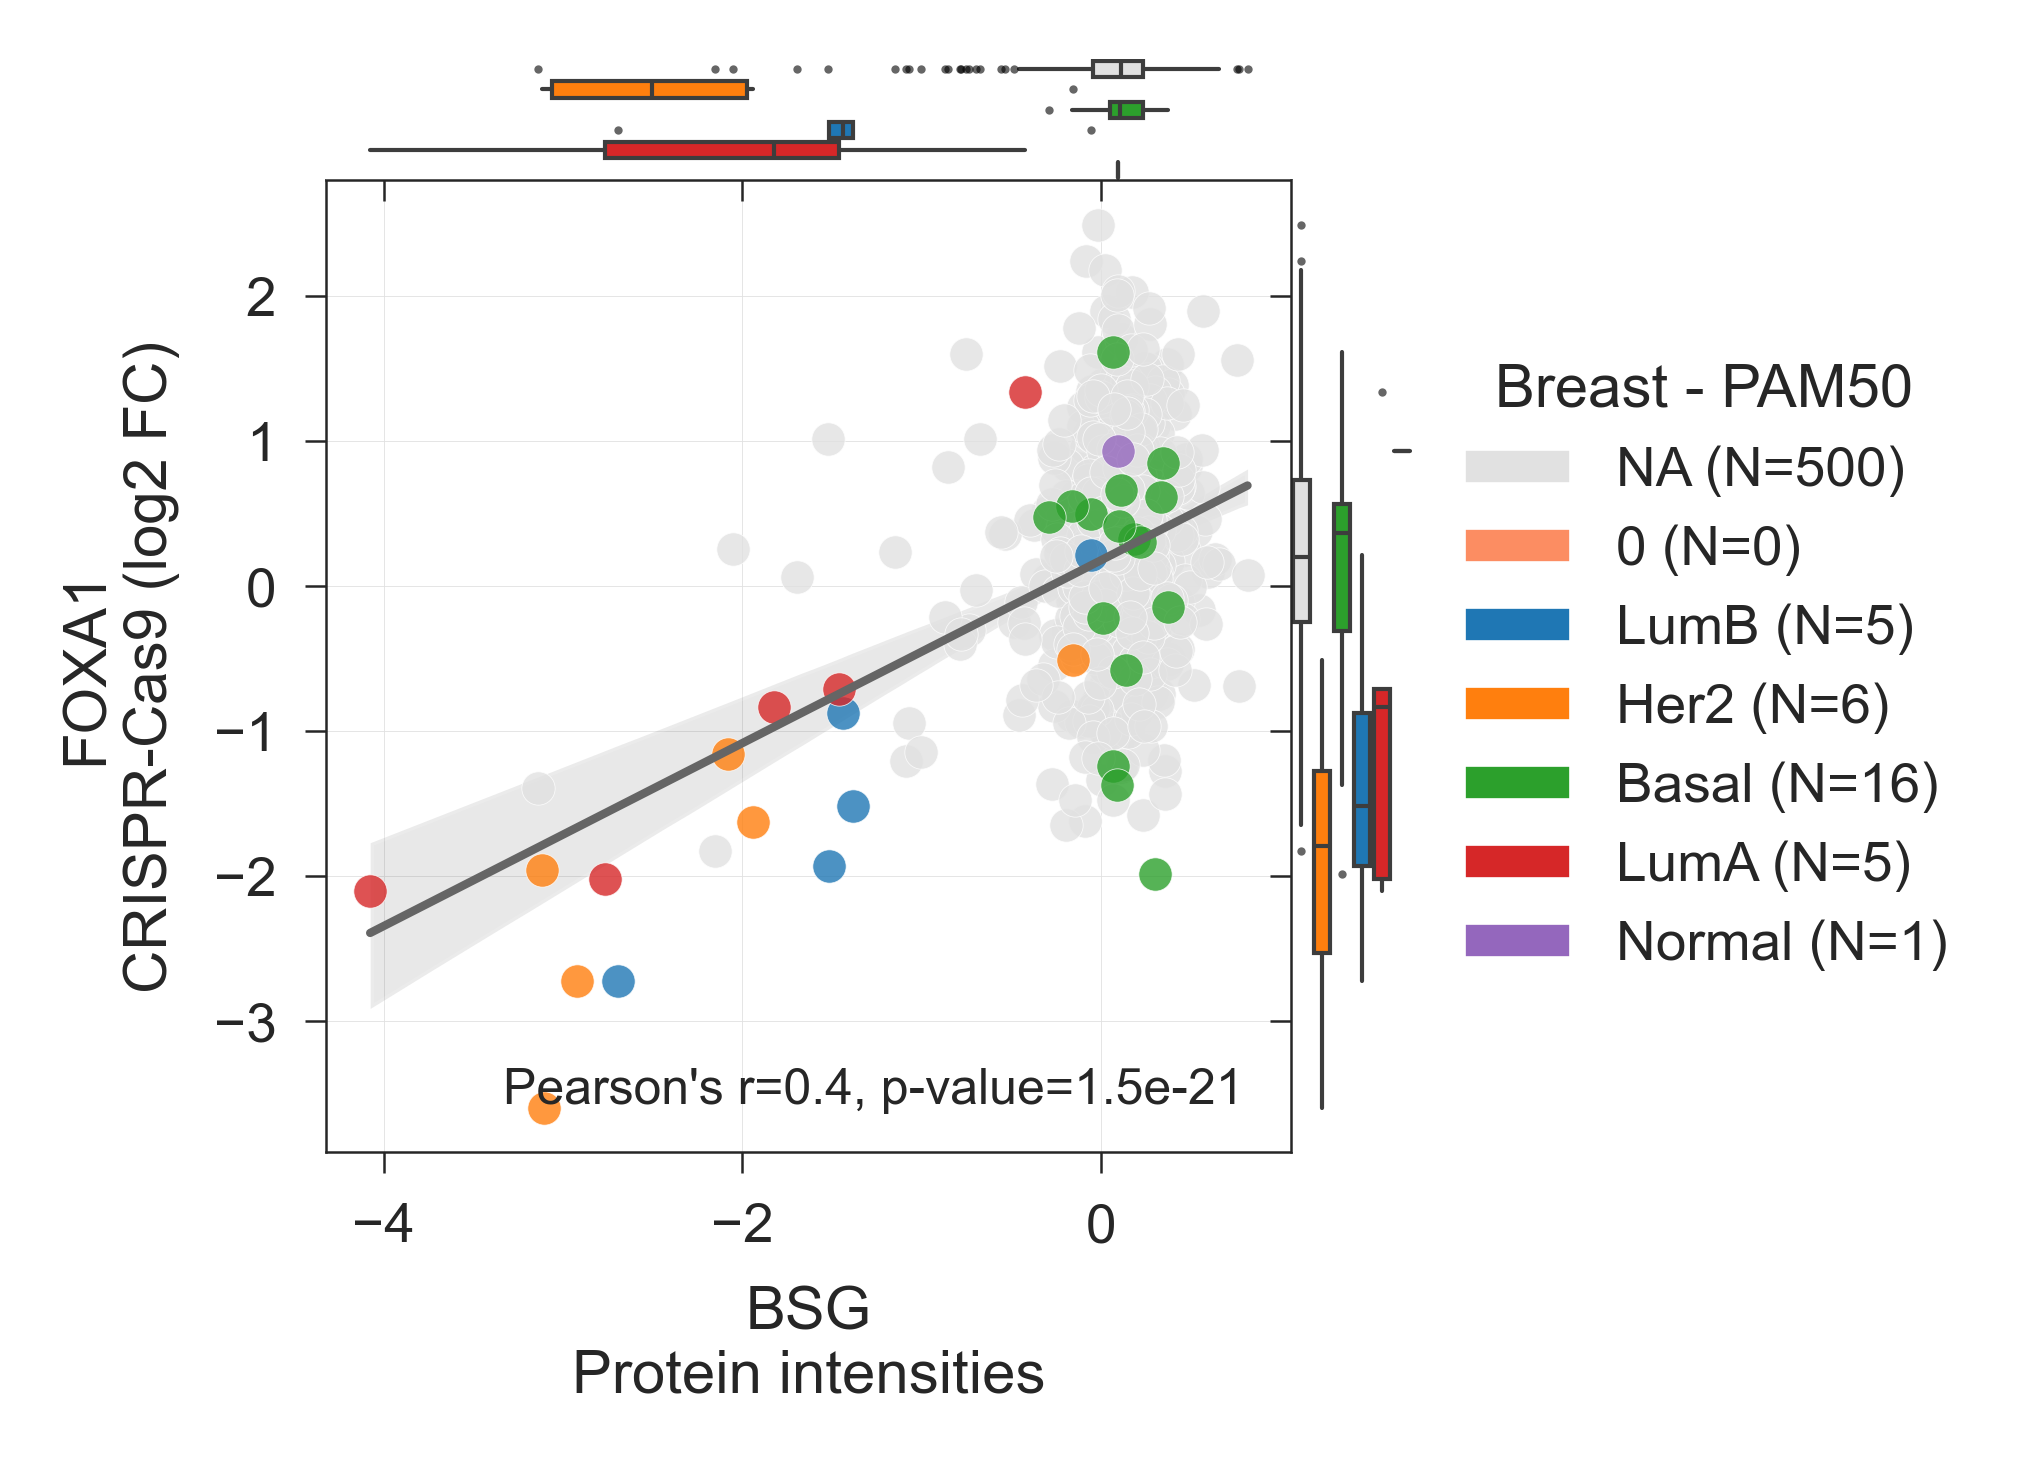 2
1
0
−1
−2
−3
FOXA1
CRISPR-Cas9 (log2 FC)
Pearson's r=0.4, p-value=1.5e-21
−4
−2
0
BSG
Protein intensities
Breast - PAM50
NA (N=500)
0 (N=0)
LumB (N=5)
Her2 (N=6)
Basal (N=16)
LumA (N=5)
Normal (N=1)